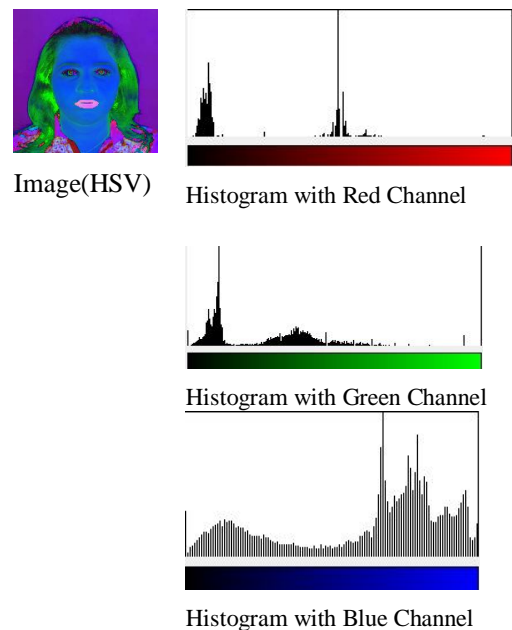 Image(HSV)
Histogram with Red Channel
Histogram with Green Channel
Histogram with Blue Channel